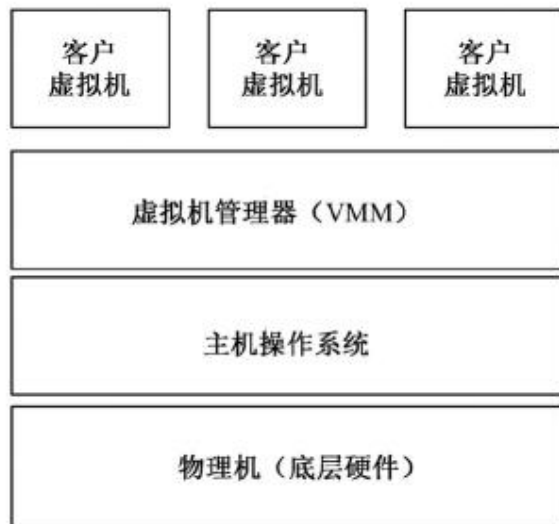 客户 客户 客户
虚拟机 虚拟机 虚拟机
虚拟机管理器（VMM）
主机操作系统
物理机（底层硬件）